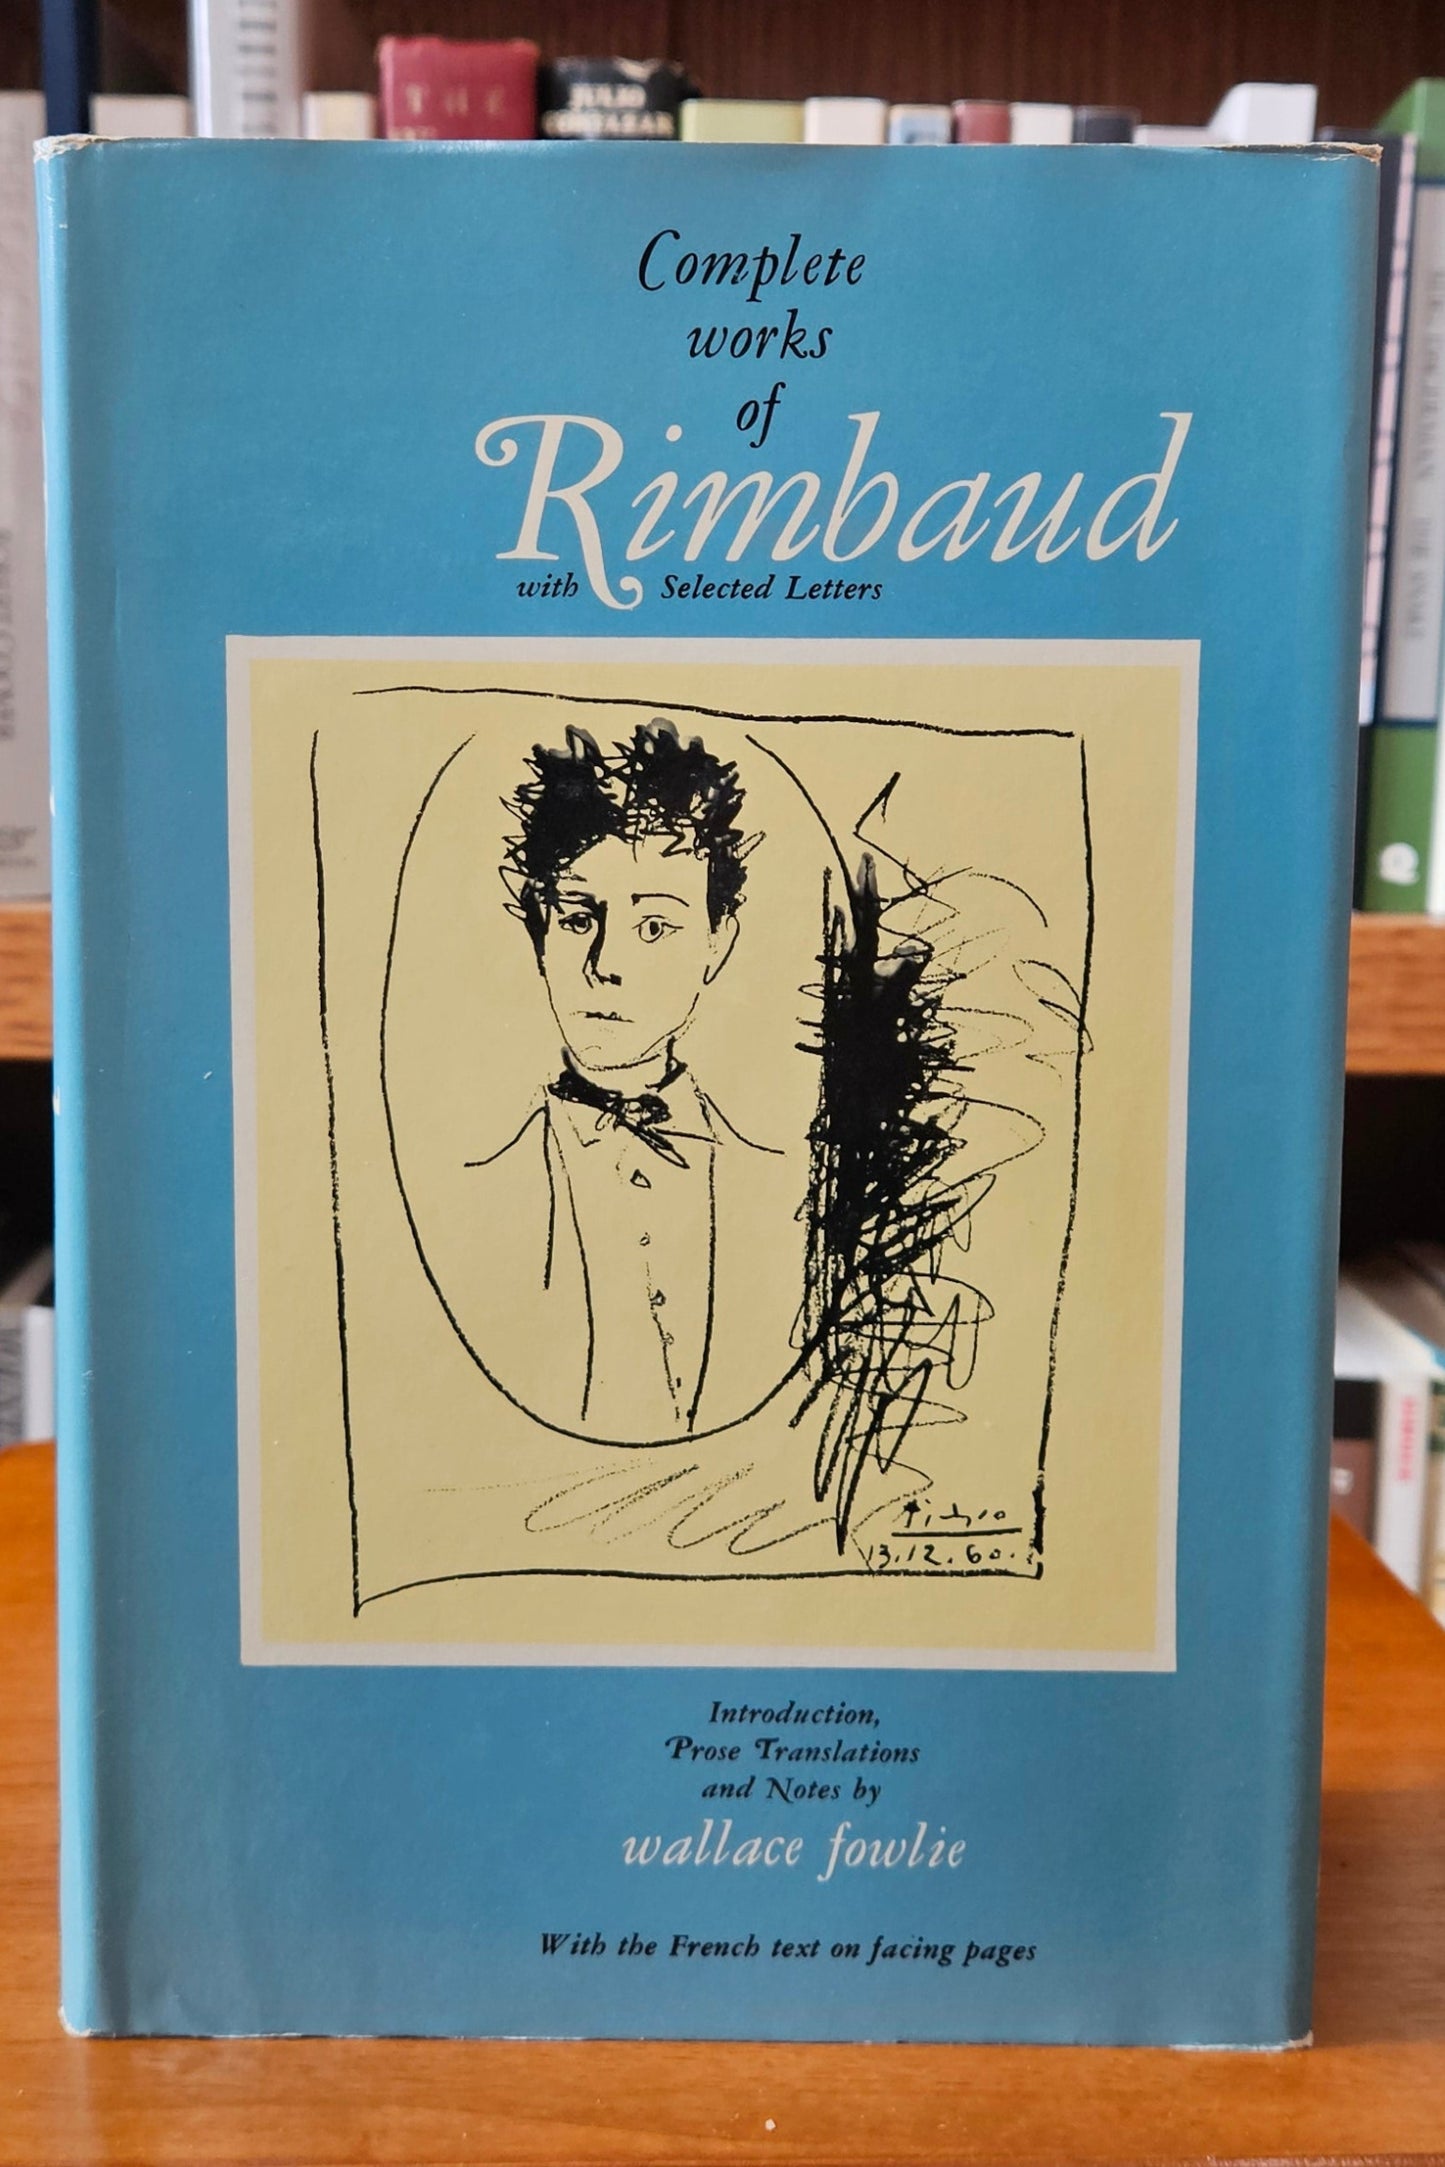 THE
JULIO
CORTAZAR
Complete
works
of
Rimbaud
with Selected Letters
Picasso
13.12.60.
Introduction,
Prose Translations
and Notes by
wallace fowlie
With the French text on facing pages